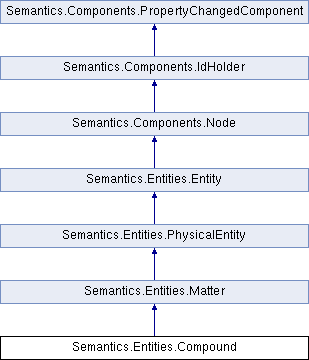 Semantics.Components.PropertyChangedComponent
Semantics.Components.IdHolder
Semantics.Components.Node
Semantics.Entities.Entity
Semantics.Entities.PhysicalEntity
Semantics.Entities.Matter
Semantics.Entities.Compound